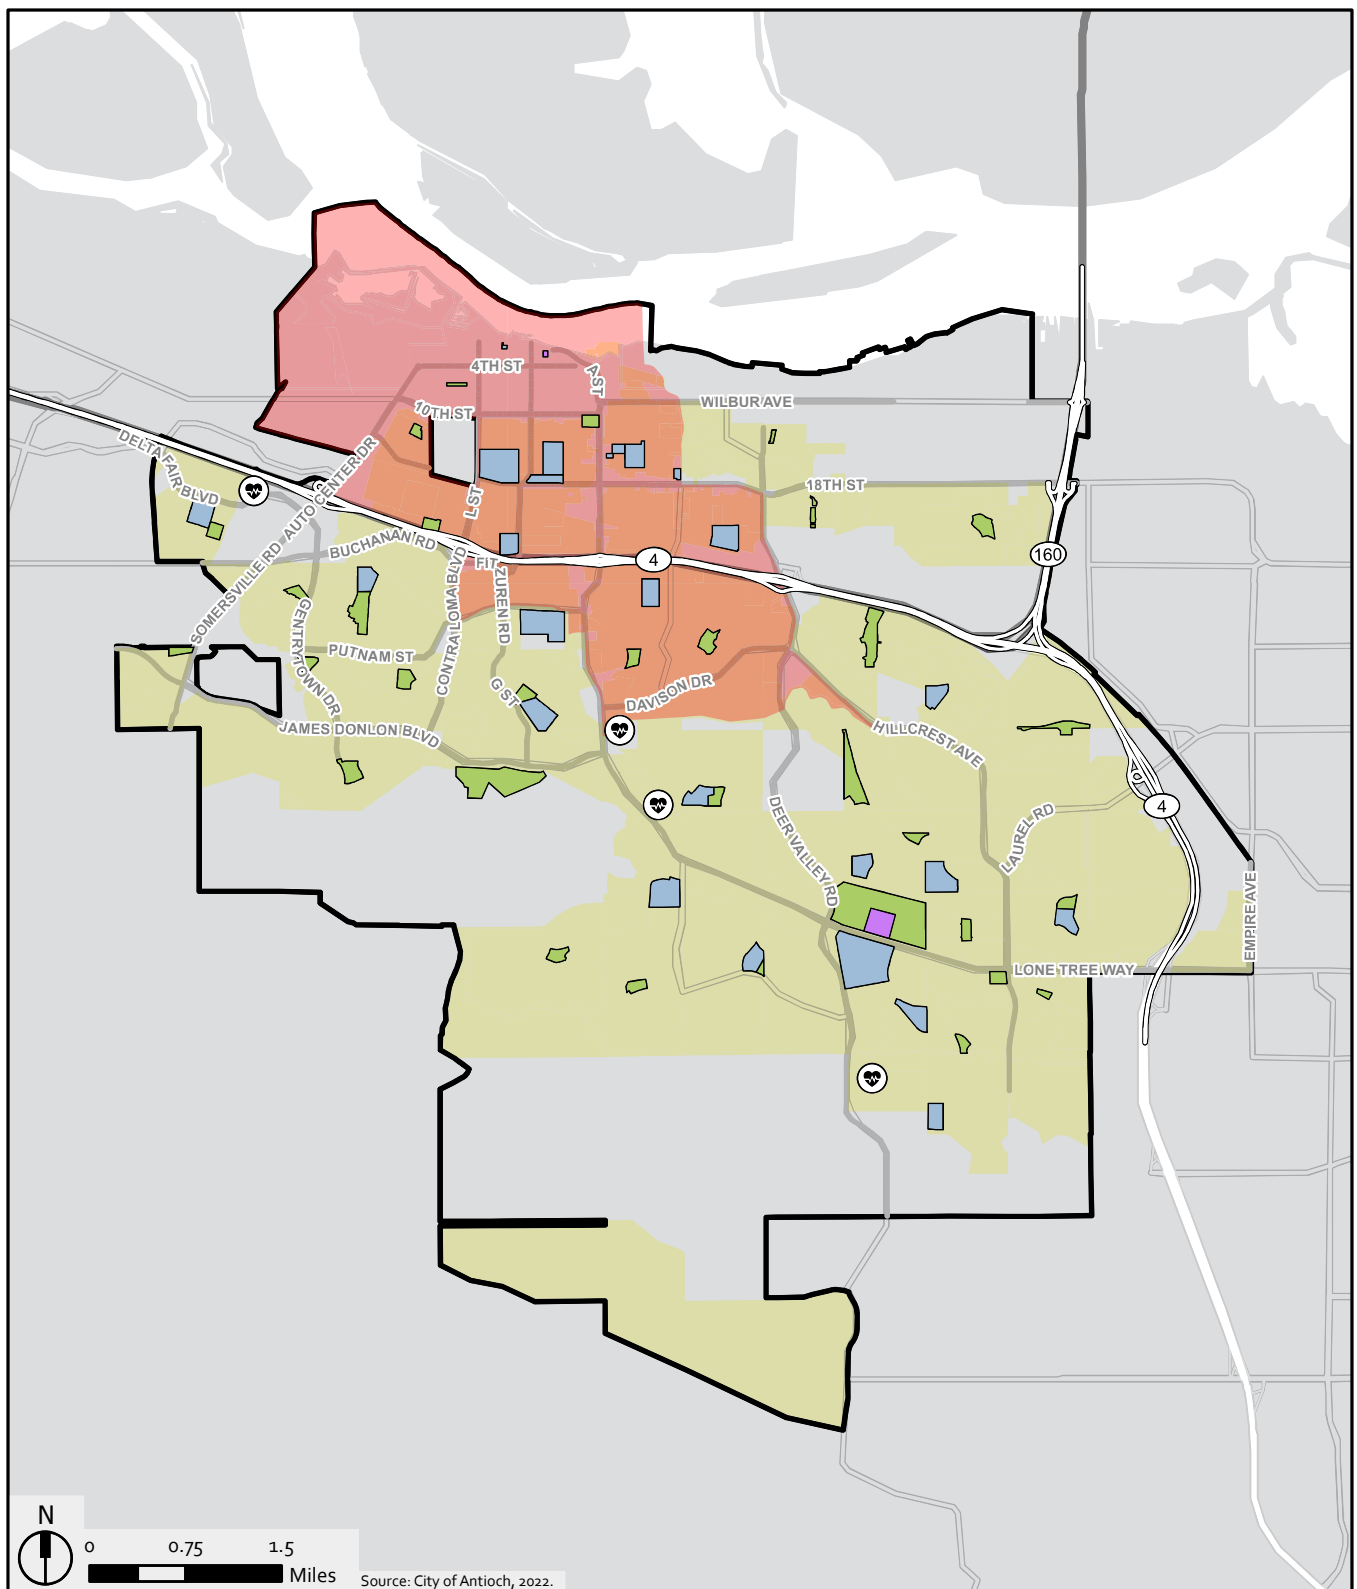 4TH ST
A ST
10TH ST
WILBUR AVE
DELTA FAIR BLVD
AUTO CENTER DR
L ST
18TH ST
BUCHANAN RD
FITZUREN RD
4
160
SOMERSVILLE RD
GENTRYTOWN DR
CONTRA LOMA BLVD
PUTNAM ST
G ST
DAVISON DR
JAMES DONLON BLVD
HILLCREST AVE
DEER VALLEY RD
LAUREL RD
4
EMPIRE AVE
LONE TREE WAY
N
0 0.75 1.5
Miles
Source: City of Antioch, 2022.